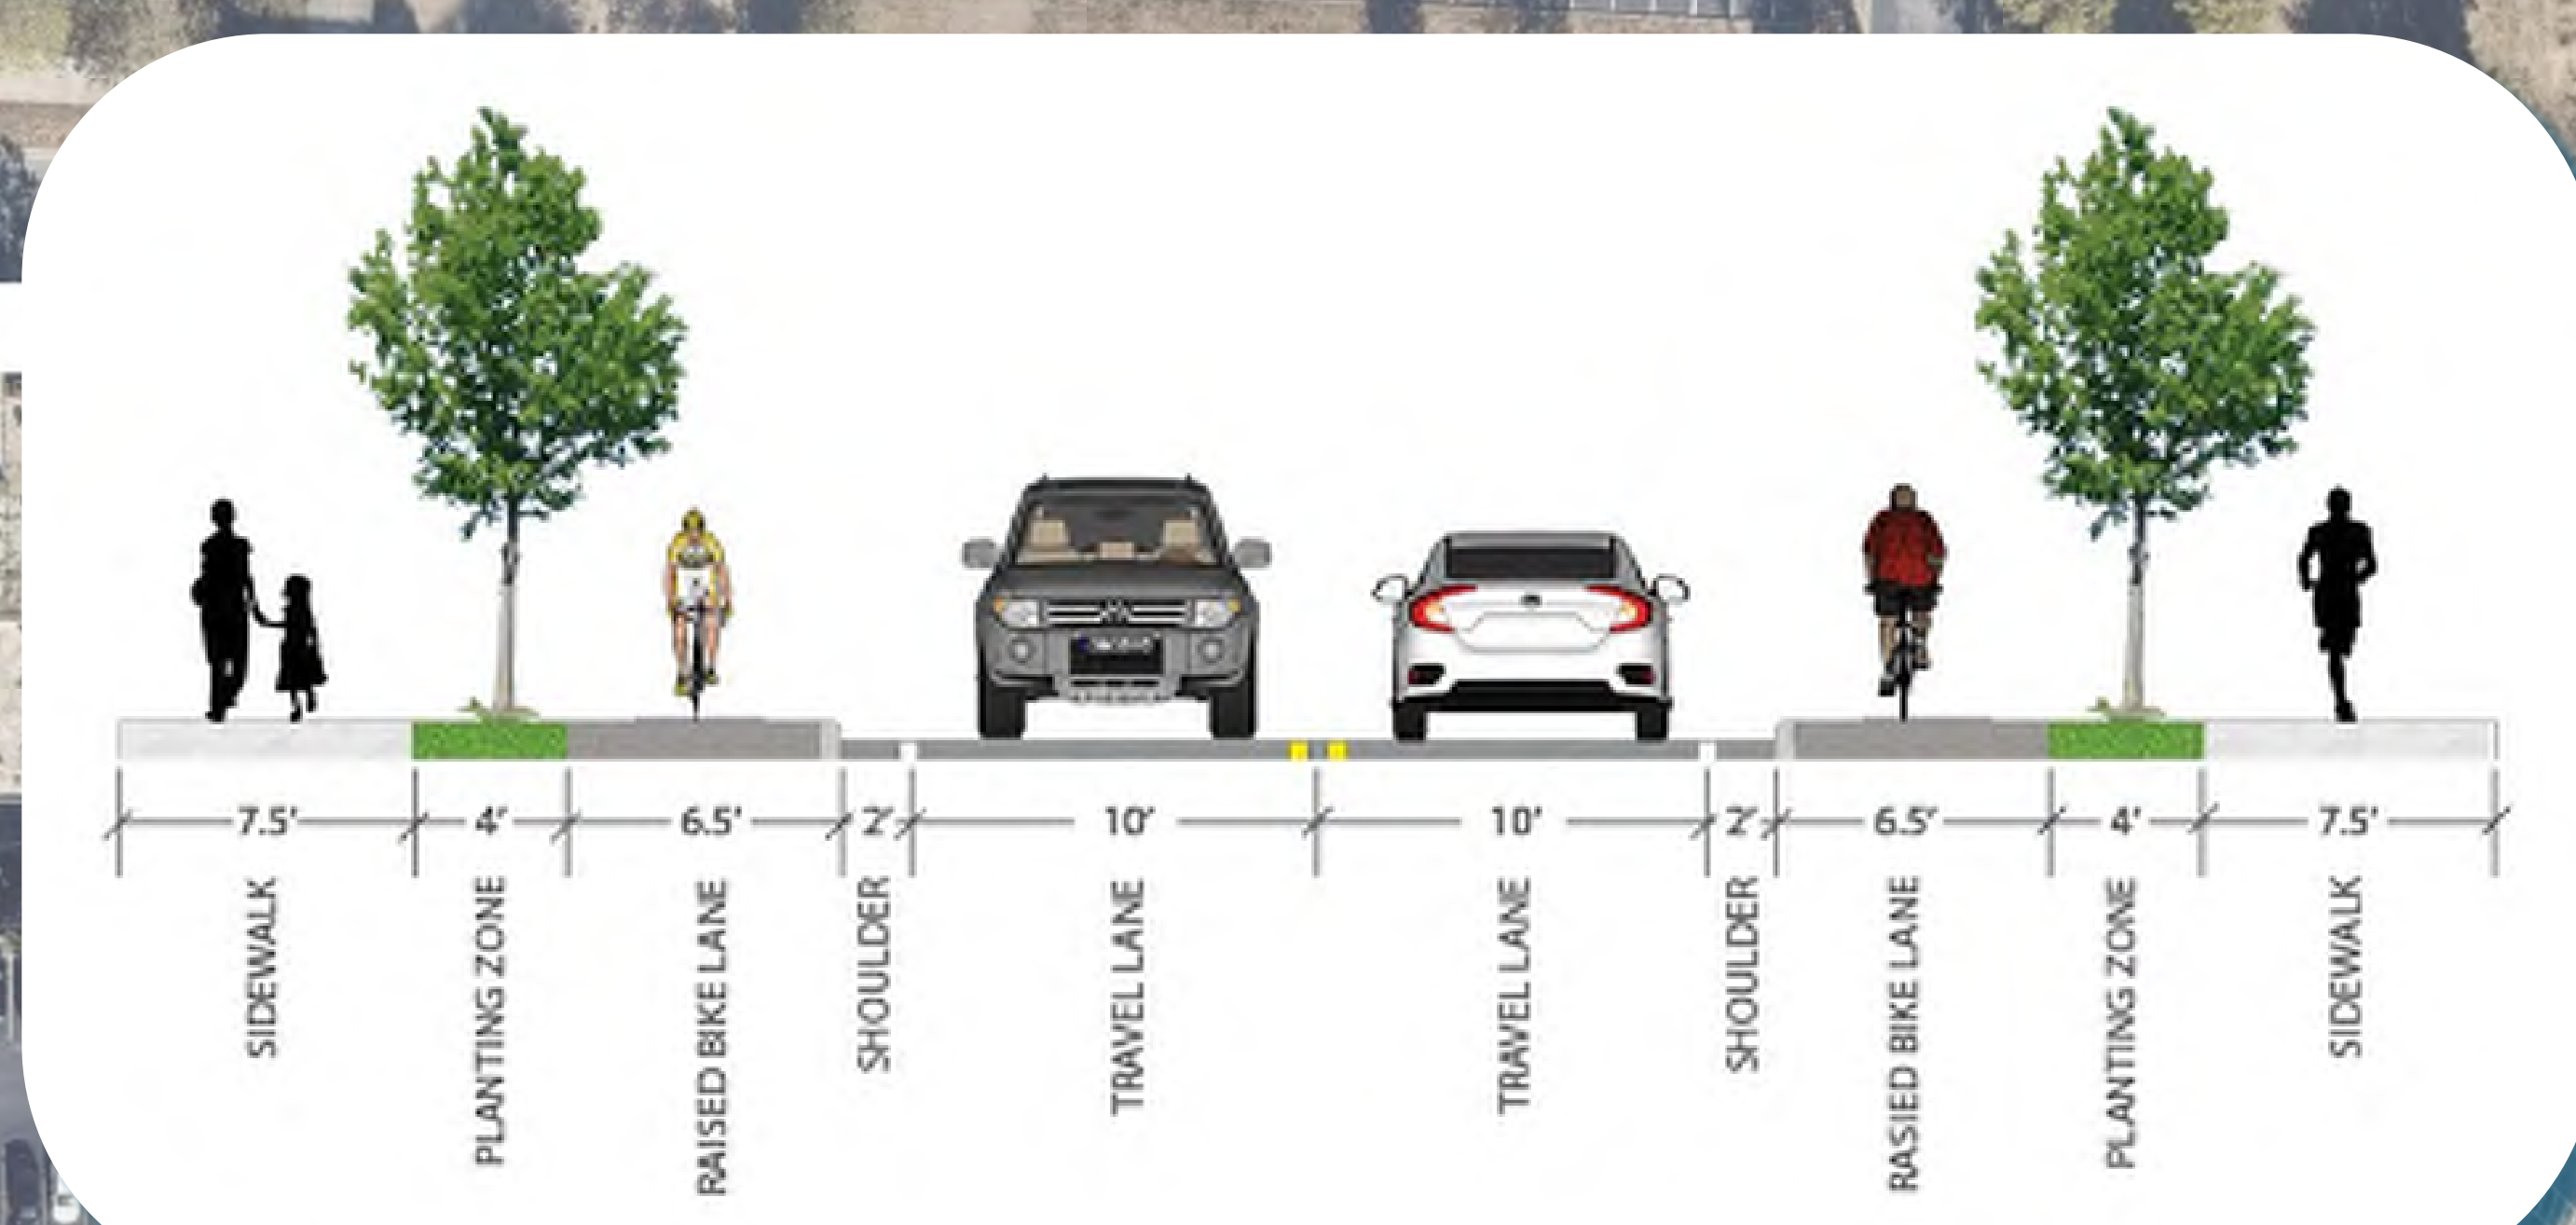 7.5' 4' 6.5' 2' 10' 10' 2' 6.5' 4' 7.5'
SIDEWALK
PLANTING ZONE
RAISED BIKE LANE
SHOULDER
TRAVEL LANE
TRAVEL LANE
SHOULDER
RASIED BIKE LANE
PLANTING ZONE
SIDEWALK